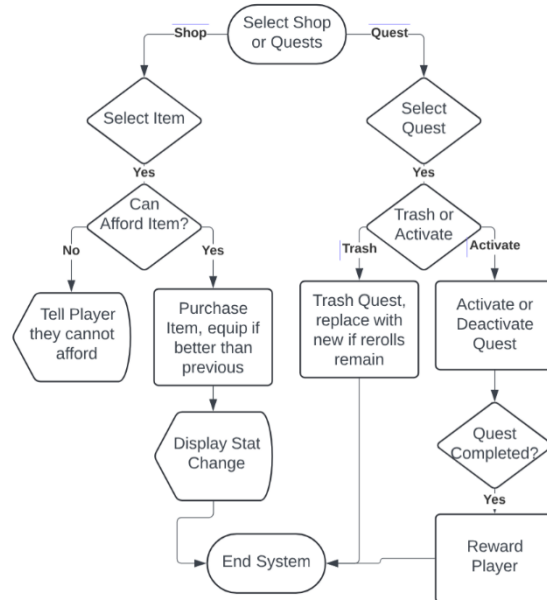 Select Shop
or Quests
Shop
Quest
Select Item
Select
Quest
Yes
Yes
Can
Afford Item?
Trash or
Activate
No
Yes
Trash
Activate
Tell Player
they cannot
afford
Purchase
Item, equip if
better than
previous
Trash Quest,
replace with
new if rerolls
remain
Activate or
Deactivate
Quest
Display Stat
Change
Quest
Completed?
Yes
End System
Reward
Player